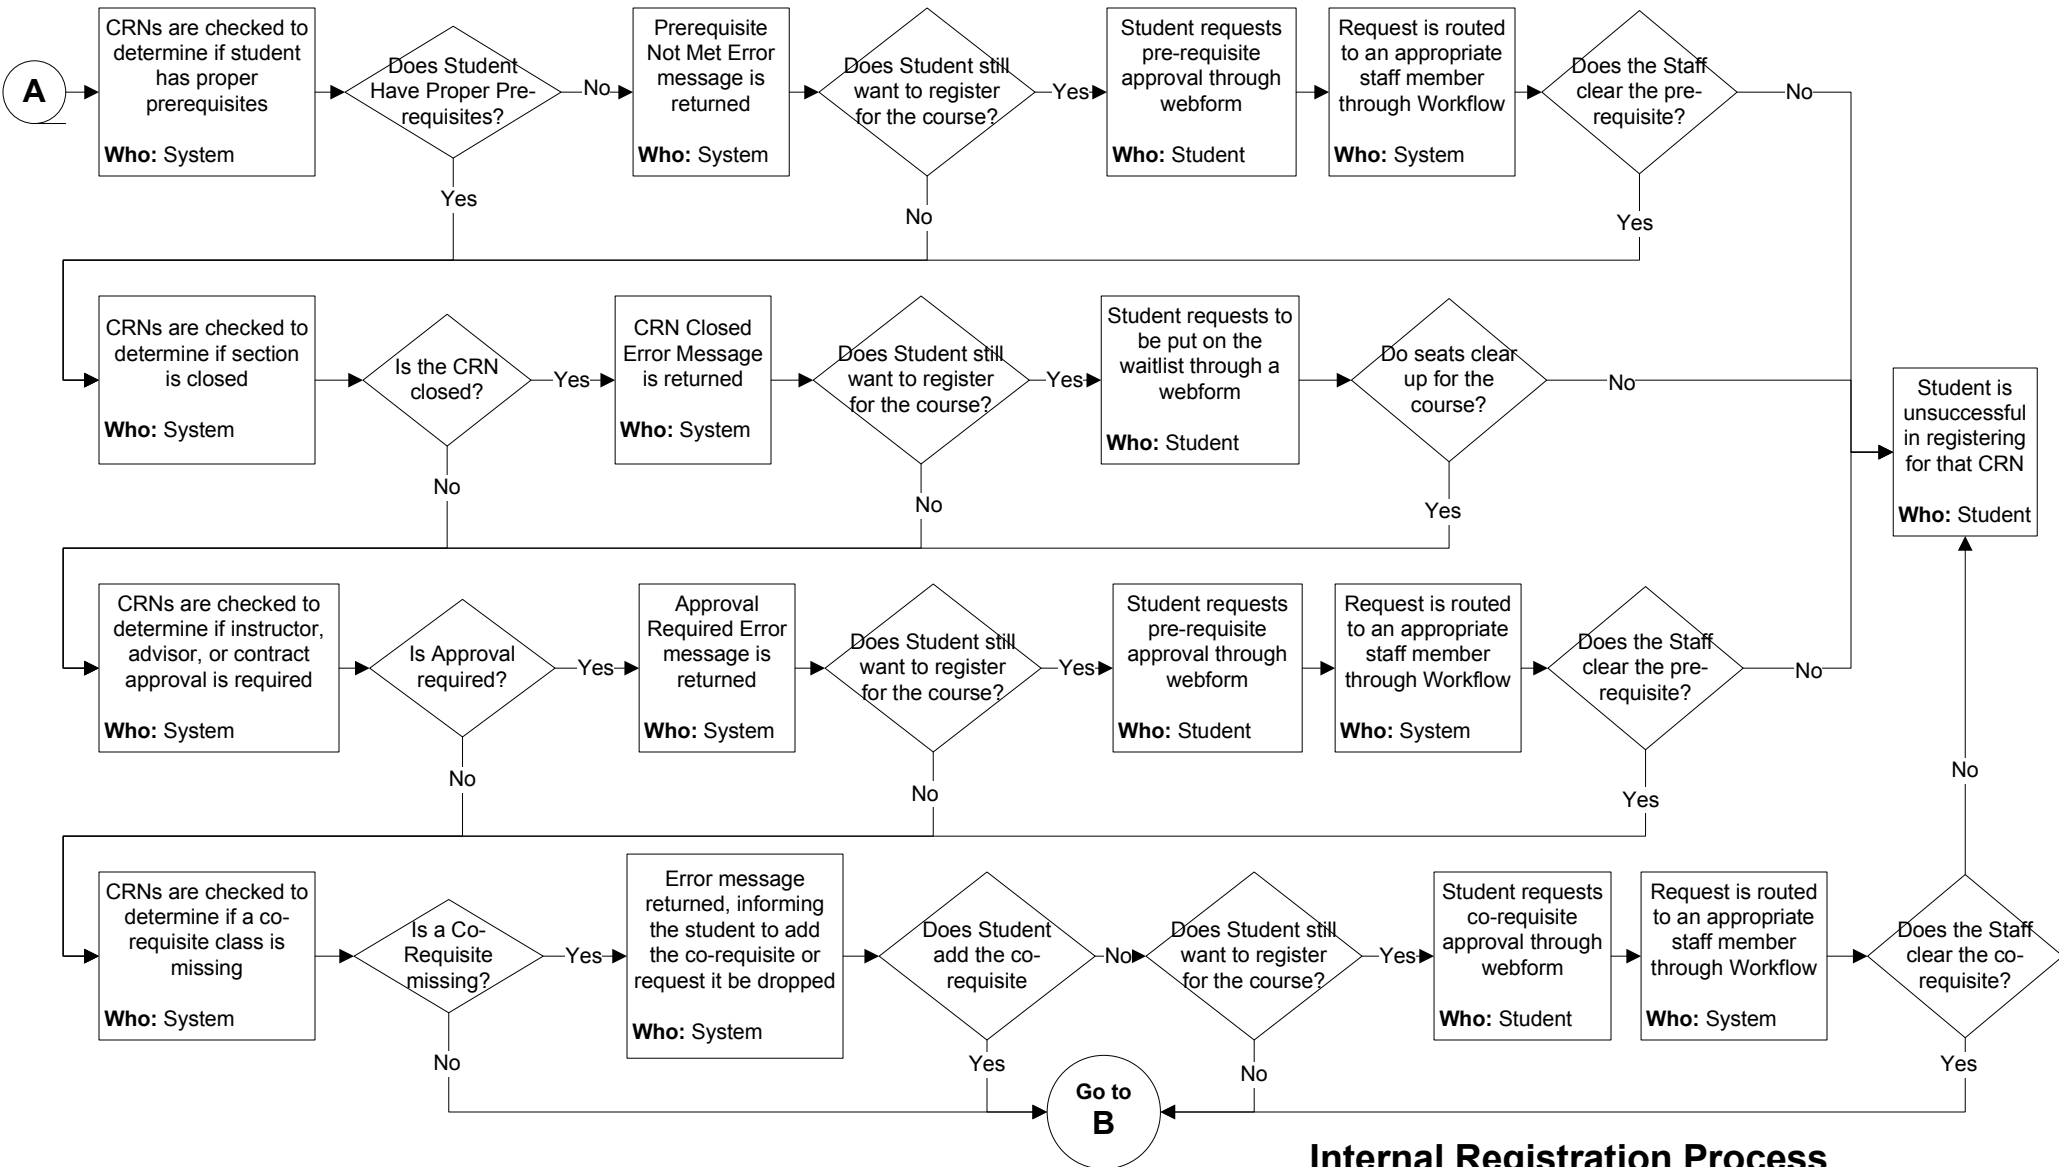 A
CRNs are checked to
determine if student
has proper
prerequisites
Who: System
Does Student
Have Proper Pre-
requisites?
No
Yes
Prerequisite
Not Met Error
message is
returned
Who: System
Does Student still
want to register
for the course?
Yes
No
Student requests
pre-requisite
approval through
webform
Who: Student
Request is routed
to an appropriate
staff member
through Workflow
Who: System
Does the Staff
clear the pre-
requisite?
No
Yes
CRNs are checked to
determine if section
is closed
Who: System
Is the CRN
closed?
Yes
No
CRN Closed
Error Message
is returned
Who: System
Does Student still
want to register
for the course?
Yes
No
Student requests to
be put on the
waitlist through a
webform
Who: Student
Do seats clear
up for the
course?
No
Yes
Student is
unsuccessful
in registering
for that CRN
Who: Student
CRNs are checked to
determine if instructor,
advisor, or contract
approval is required
Who: System
Is Approval
required?
Yes
No
Approval
Required Error
message is
returned
Who: System
Does Student still
want to register
for the course?
Yes
No
Student requests
pre-requisite
approval through
webform
Who: Student
Request is routed
to an appropriate
staff member
through Workflow
Who: System
Does the Staff
clear the pre-
requisite?
No
Yes
CRNs are checked to
determine if a co-
requisite class is
missing
Who: System
Is a Co-
Requisite
missing?
Yes
No
Error message
returned, informing
the student to add
the co-requisite or
request it be dropped
Who: System
Does Student
add the co-
requisite
No
Yes
Does Student still
want to register
for the course?
Yes
No
Student requests
co-requisite
approval through
webform
Who: Student
Request is routed
to an appropriate
staff member
through Workflow
Who: System
Does the Staff
clear the co-
requisite?
No
Yes
Go to
B
Internal Registration Process